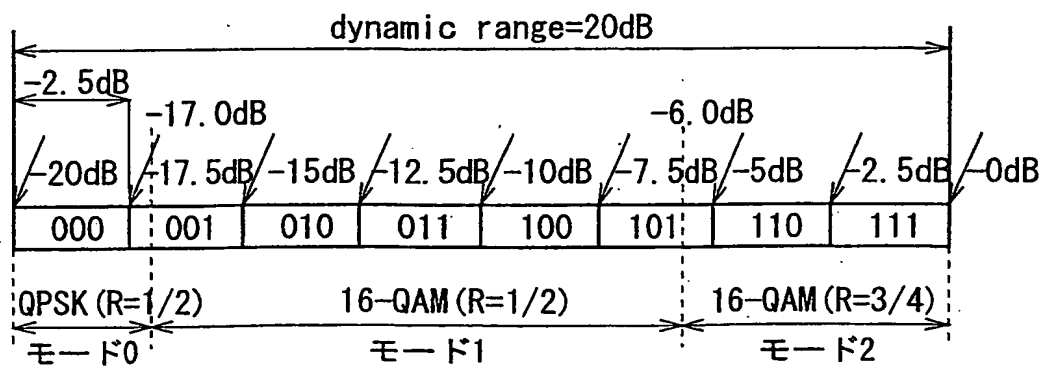 dynamic range=20dB
-2.5dB
-17.0dB
-6.0dB
-20dB -17.5dB -15dB -12.5dB -10dB -7.5dB -5dB -2.5dB -0dB
000 001 010 011 100 101 110 111
QPSK(R=1/2) 16-QAM(R=1/2) 16-QAM(R=3/4)
モード0 モード1 モード2